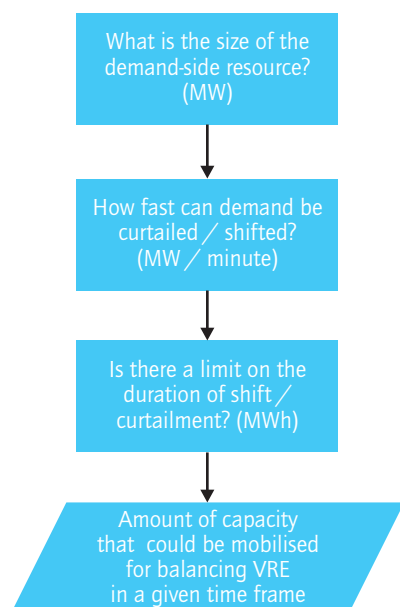 What is the size of the
demand-side resource?
(MW)
How fast can demand be
curtailed / shifted?
(MW / minute)
Is there a limit on the
duration of shift /
curtailment? (MWh)
Amount of capacity
that could be mobilised
for balancing VRE
in a given time frame